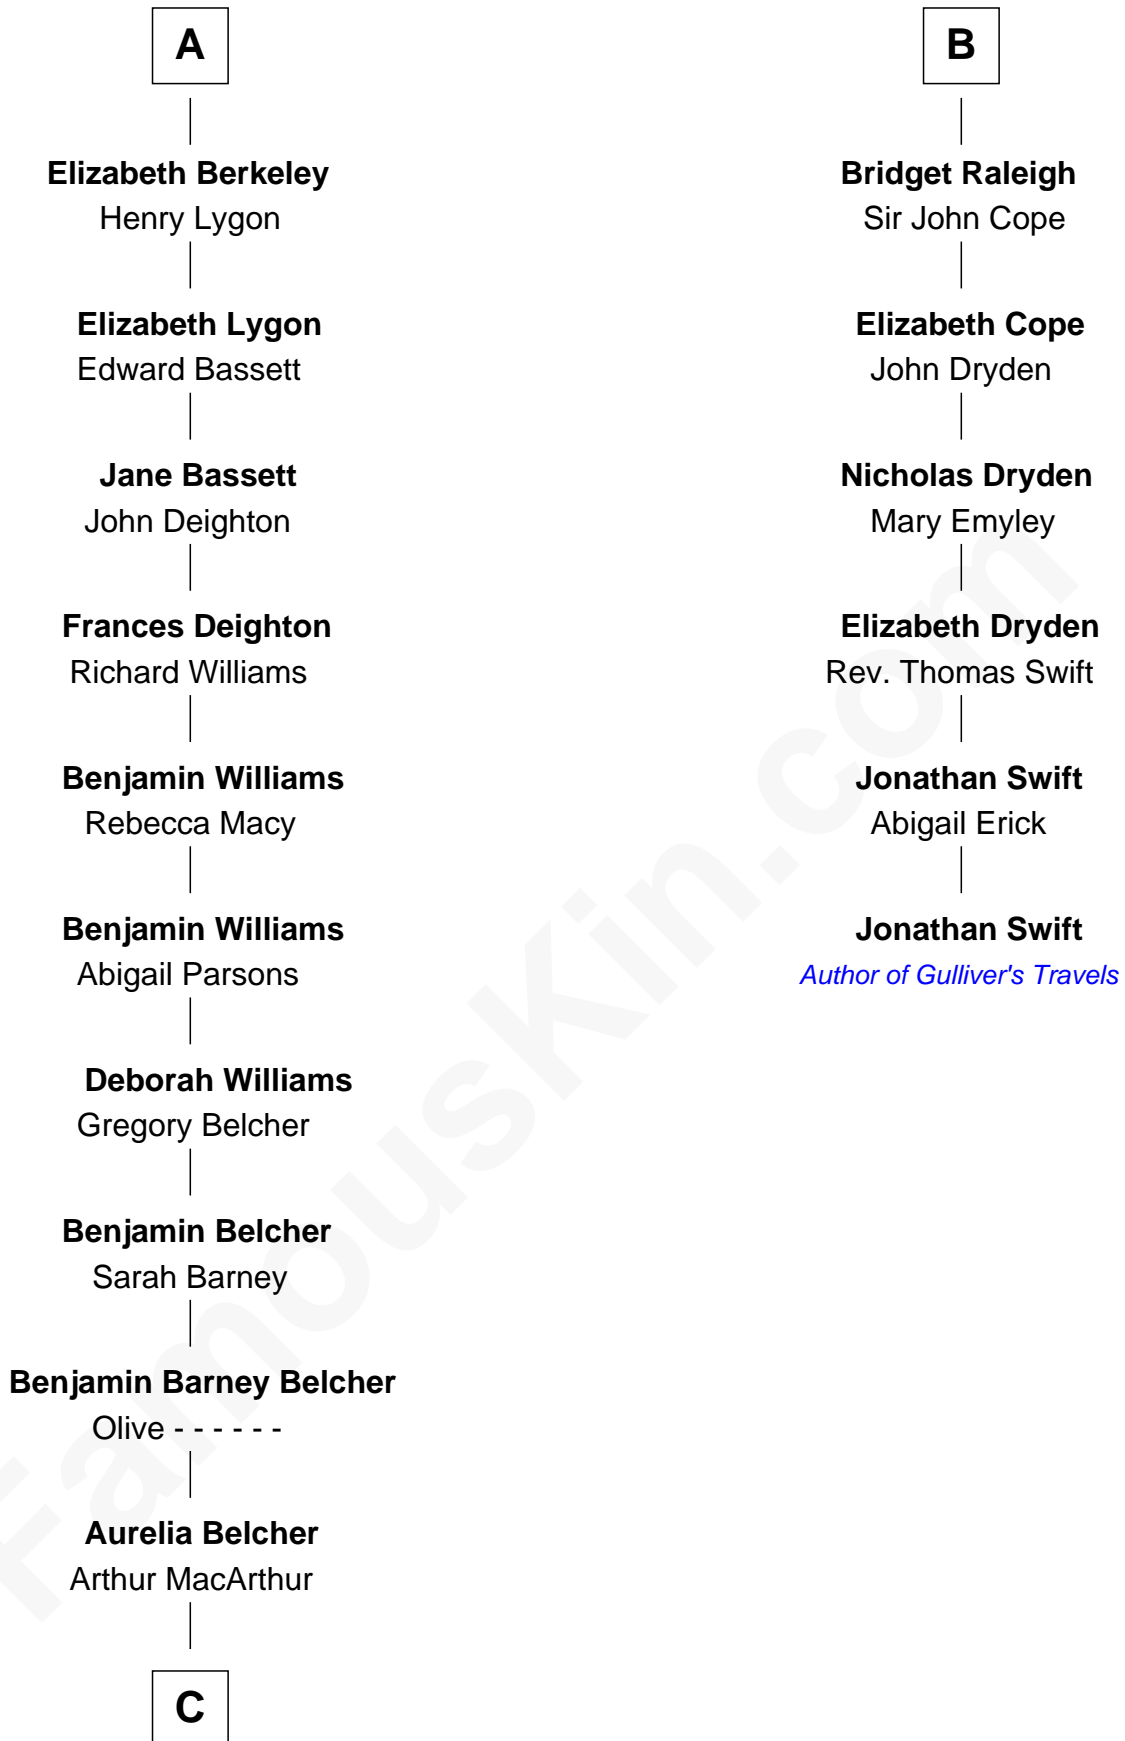 A
Elizabeth Berkeley
Henry Lygon
Elizabeth Lygon
Edward Bassett
Jane Bassett
John Deighton
Frances Deighton
Richard Williams
Benjamin Williams
Rebecca Macy
Benjamin Williams
Abigail Parsons
Deborah Williams
Gregory Belcher
Benjamin Belcher
Sarah Barney
Benjamin Barney Belcher
Olive - - - - - -
Aurelia Belcher
Arthur MacArthur
C
B
Bridget Raleigh
Sir John Cope
Elizabeth Cope
John Dryden
Nicholas Dryden
Mary Emyley
Elizabeth Dryden
Rev. Thomas Swift
Jonathan Swift
Abigail Erick
Jonathan Swift
Author of Gulliver's Travels
FamousKin.com